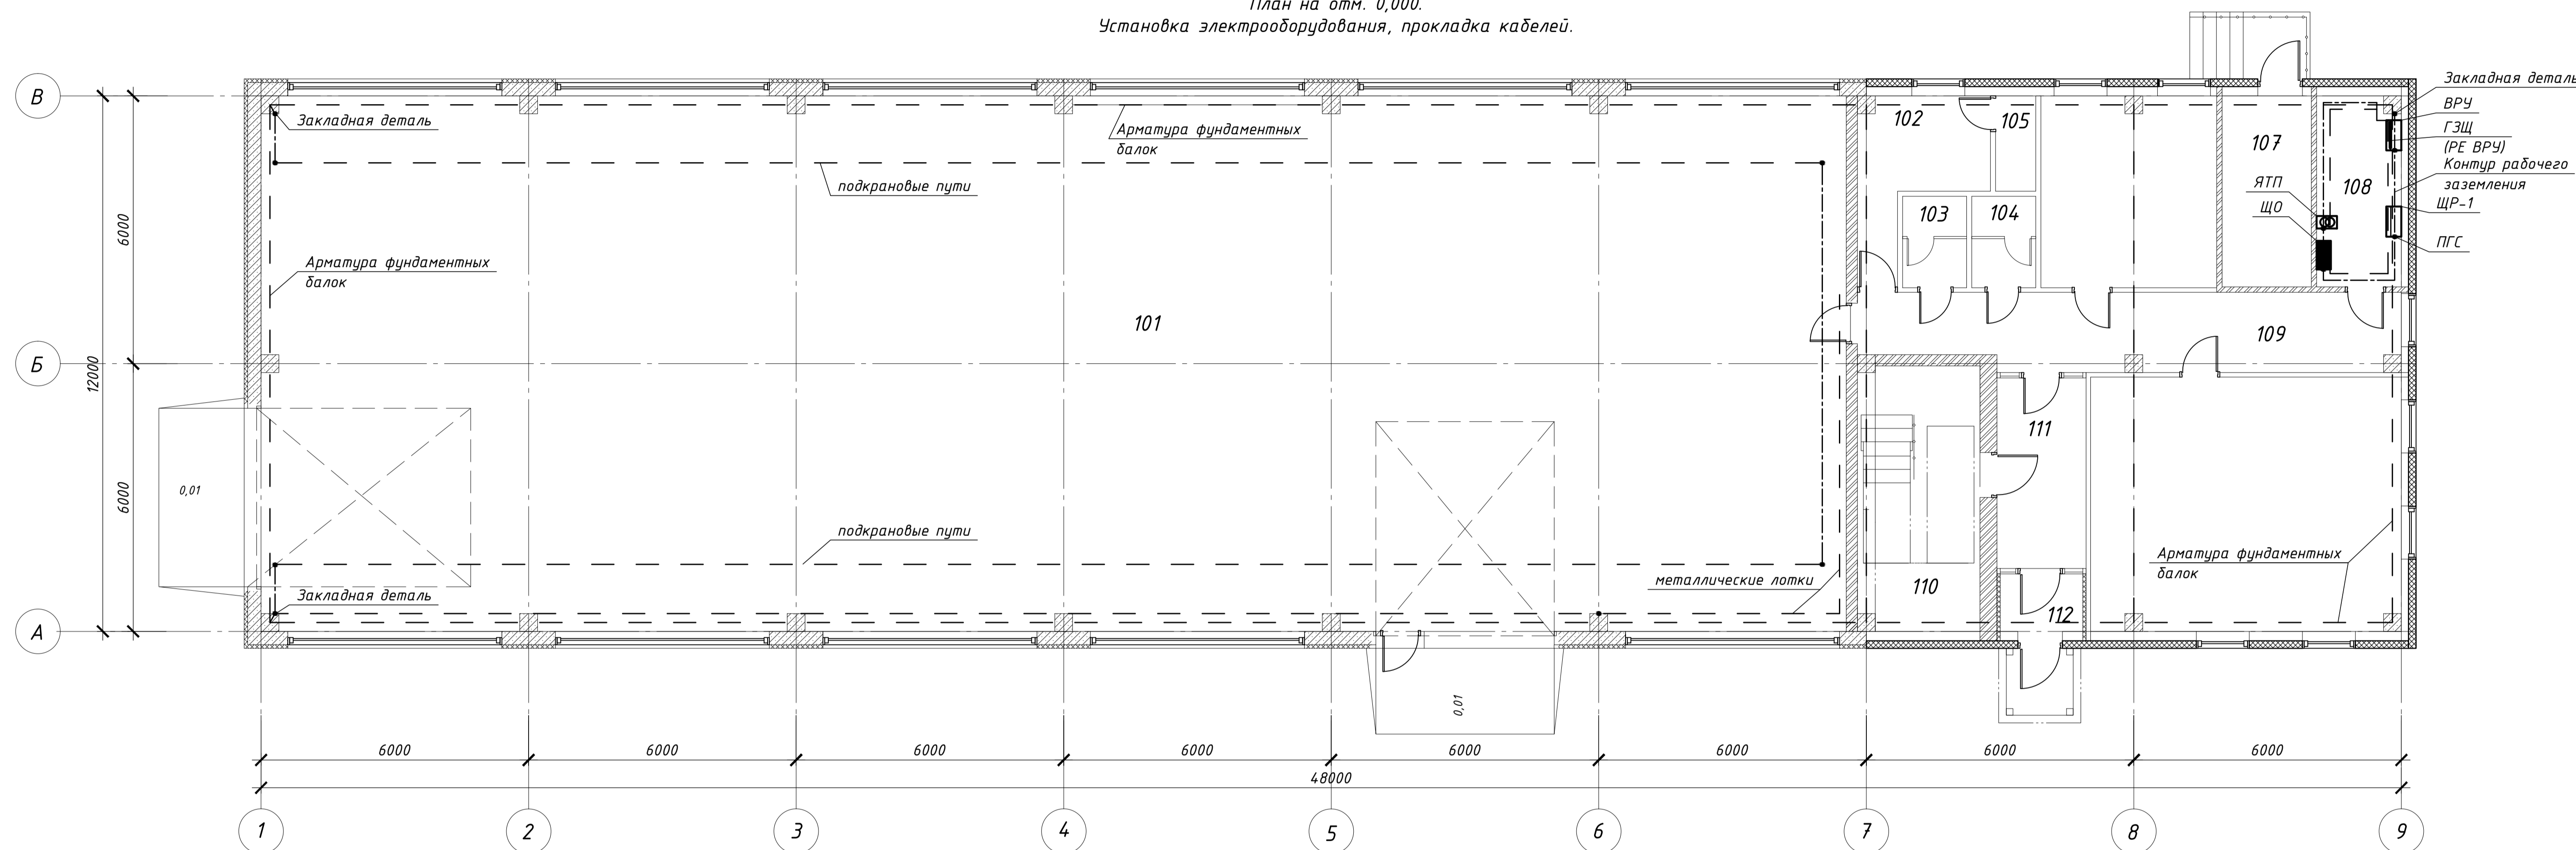 План на отм. 0,000.
Установка электрооборудования, прокладка кабелей.
В
Б
А
6000
12000
6000
Закладная деталь
Арматура фундаментных
балок
подкрановые пути
Арматура фундаментных
балок
101
102
105
103
104
107
108
109
ЯТП
ЩО
Закладная деталь
ВРУ
ГЗЩ
(РЕ ВРУ)
Контур рабочего
заземления
ЩР-1
ПГС
0,01
подкрановые пути
Закладная деталь
металлические лотки
110
111
112
Арматура фундаментных
балок
0,01
6000
6000
6000
6000
6000
6000
6000
6000
48000
1
2
3
4
5
6
7
8
9